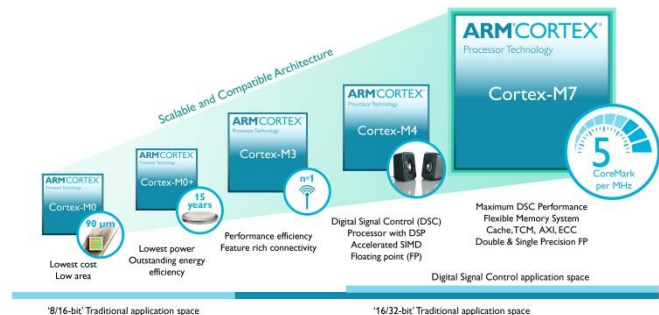 ARM®CORTEX®
Processor Technology
Cortex-M7
Scalable and Compatible Architecture
ARM®CORTEX®
Processor Technology
Cortex-M4
ARM®CORTEX®
Processor Technology
Cortex-M3
ARM®CORTEX®
Processor Technology
Cortex-M0+
ARM®CORTEX®
Processor Technology
Cortex-M0
90 µm
15
years
n=1
5
CoreMark
per MHz
Lowest cost
Low area
Lowest power
Outstanding energy
efficiency
Performance efficiency
Feature rich connectivity
Digital Signal Control (DSC)
Processor with DSP
Accelerated SIMD
Floating point (FP)
Maximum DSC Performance
Flexible Memory System
Cache, TCM, AXI, ECC
Double & Single Precision FP
Digital Signal Control application space
'8/16-bit' Traditional application space
'16/32-bit' Traditional application space